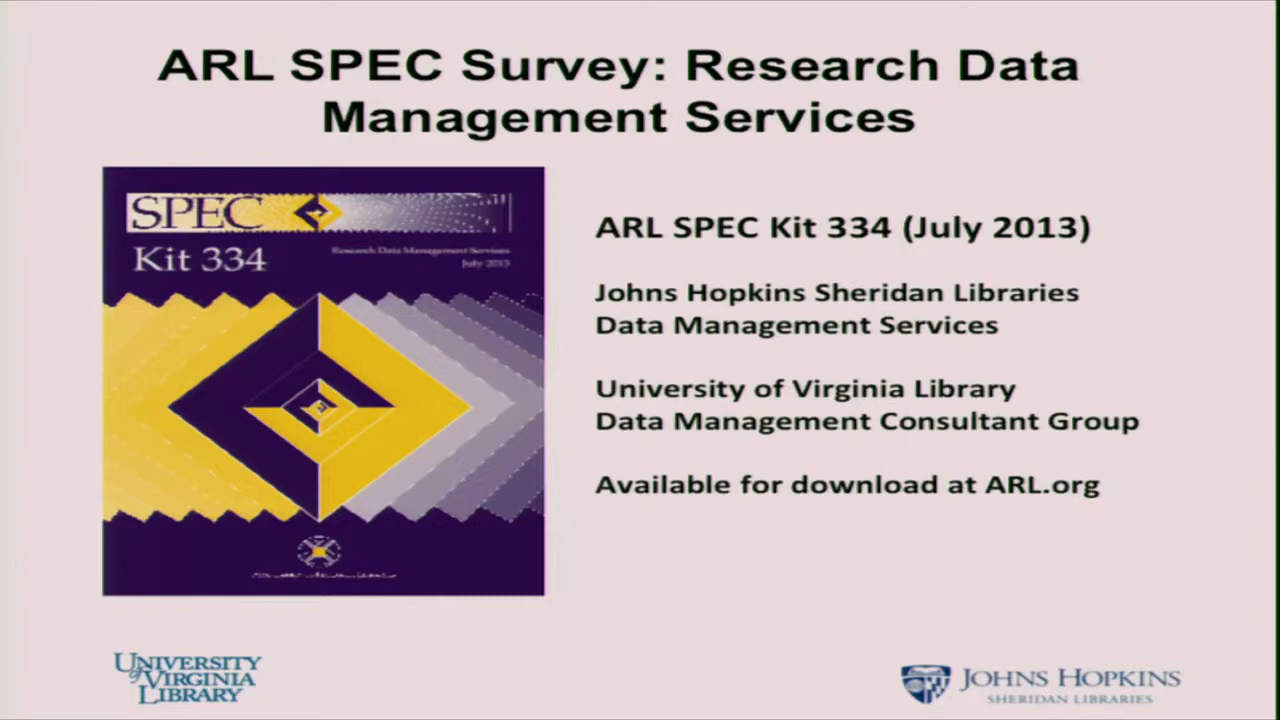 ARL SPEC Survey: Research Data
Management Services
SPEC
Kit 334
Research Data Management Services
July 2013
ARL SPEC Kit 334 (July 2013)
Johns Hopkins Sheridan Libraries
Data Management Services
University of Virginia Library
Data Management Consultant Group
Available for download at ARL.org
UNIVERSITY
of VIRGINIA
LIBRARY
JOHNS HOPKINS
SHERIDAN LIBRARIES